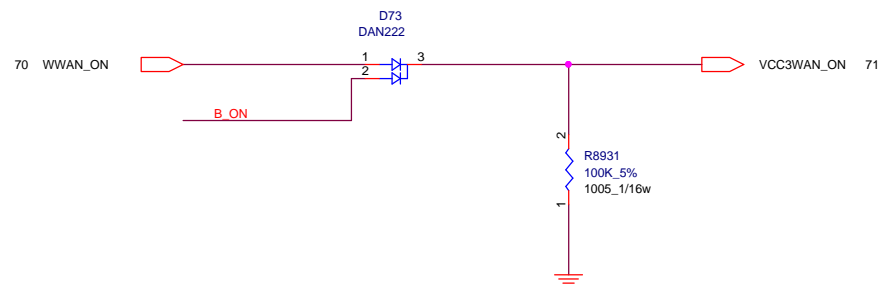 D73
DAN222
70 WWAN_ON
1
3
VCC3WAN_ON 71
2
B_ON
2
R8931
100K_5%
1005_1/16w
1